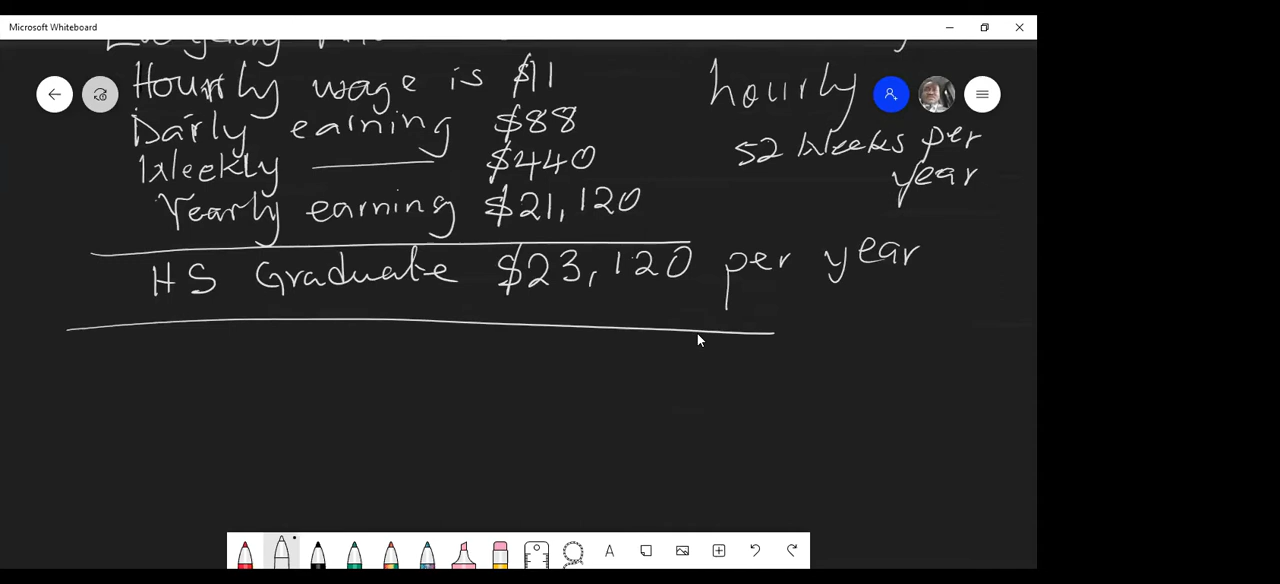 Microsoft Whiteboard
Hourly wage is $11
hourly
Dairly earning $88
52 Weeks per
year
Weekly $440
Yearly earning $21,120
HS Graduate $23,120 per year